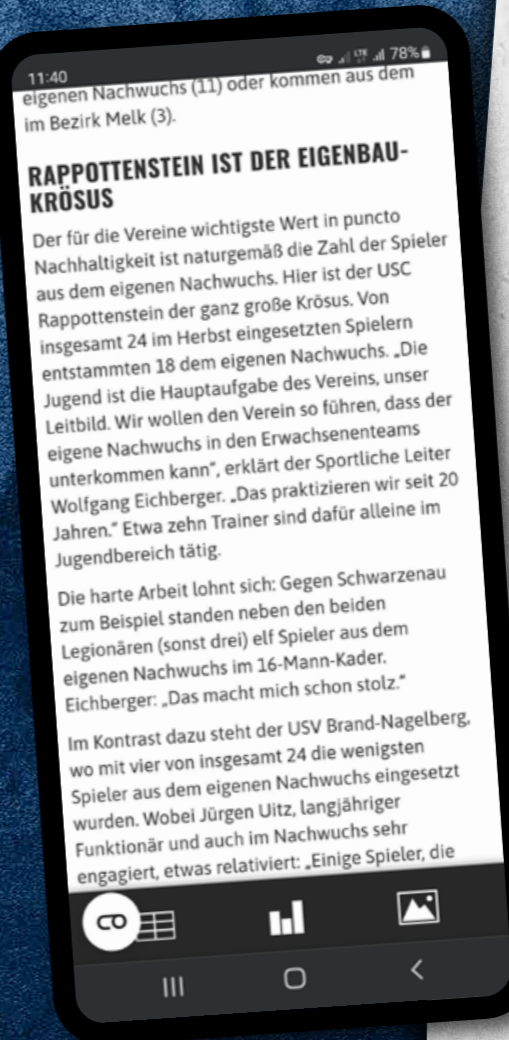 11:40
LTE 78%
eigenen Nachwuchs (11) oder kommen aus dem
im Bezirk Melk (3).
RAPPOTTENSTEIN IST DER EIGENBAU-
KRÖSUS
Der für die Vereine wichtigste Wert in puncto
Nachhaltigkeit ist naturgemäß die Zahl der Spieler
aus dem eigenen Nachwuchs. Hier ist der USC
Rappottenstein der ganz große Krösus. Von
insgesamt 24 im Herbst eingesetzten Spielern
entstammten 18 dem eigenen Nachwuchs. „Die
Jugend ist die Hauptaufgabe des Vereins, unser
Leitbild. Wir wollen den Verein so führen, dass der
eigene Nachwuchs in den Erwachsenenteams
unterkommen kann“, erklärt der Sportliche Leiter
Wolfgang Eichberger. „Das praktizieren wir seit 20
Jahren.“ Etwa zehn Trainer sind dafür alleine im
Jugendbereich tätig.
Die harte Arbeit lohnt sich: Gegen Schwarzenau
zum Beispiel standen neben den beiden
Legionären (sonst drei) elf Spieler aus dem
eigenen Nachwuchs im 16-Mann-Kader.
Eichberger: „Das macht mich schon stolz.“
Im Kontrast dazu steht der USV Brand-Nagelberg,
wo mit vier von insgesamt 24 die wenigsten
Spieler aus dem eigenen Nachwuchs eingesetzt
wurden. Wobei Jürgen Uitz, langjähriger
Funktionär und auch im Nachwuchs sehr
engagiert, etwas relativiert: „Einige Spieler, die